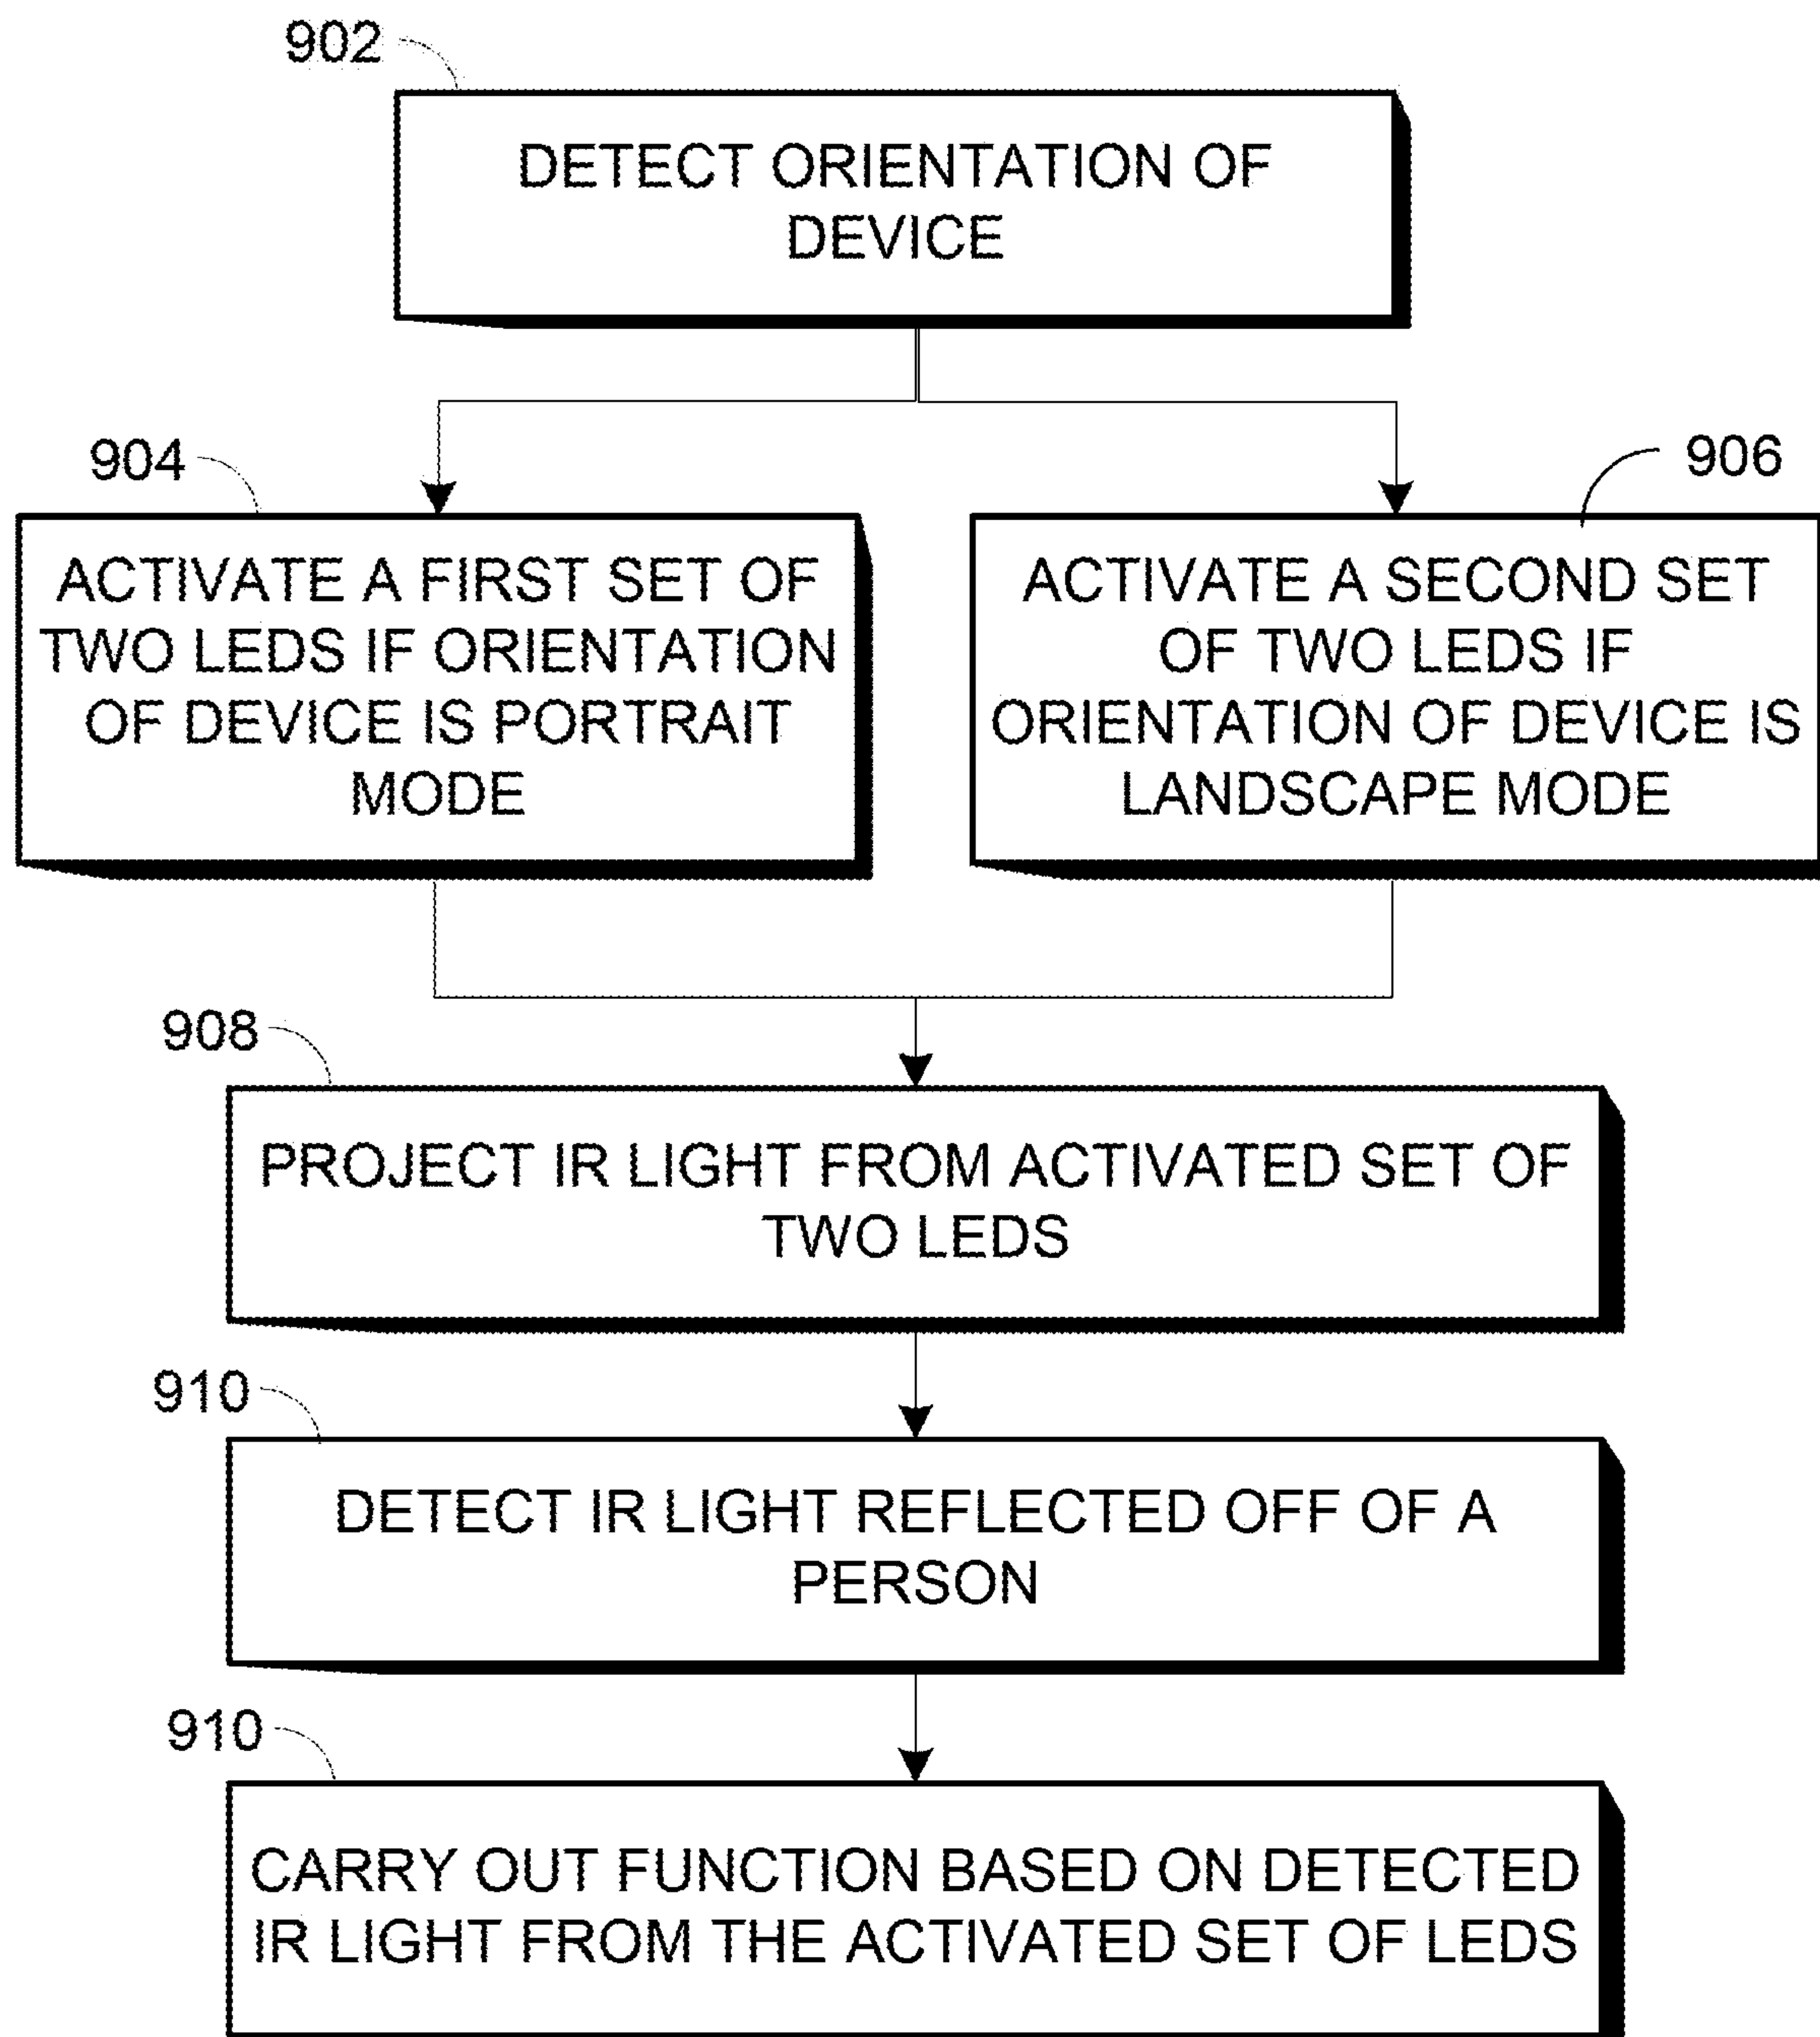 902
DETECT ORIENTATION OF
DEVICE
904
ACTIVATE A FIRST SET OF
TWO LEDS IF ORIENTATION
OF DEVICE IS PORTRAIT
MODE
906
ACTIVATE A SECOND SET
OF TWO LEDS IF
ORIENTATION OF DEVICE IS
LANDSCAPE MODE
908
PROJECT IR LIGHT FROM ACTIVATED SET OF
TWO LEDS
910
DETECT IR LIGHT REFLECTED OFF OF A
PERSON
910
CARRY OUT FUNCTION BASED ON DETECTED
IR LIGHT FROM THE ACTIVATED SET OF LEDS